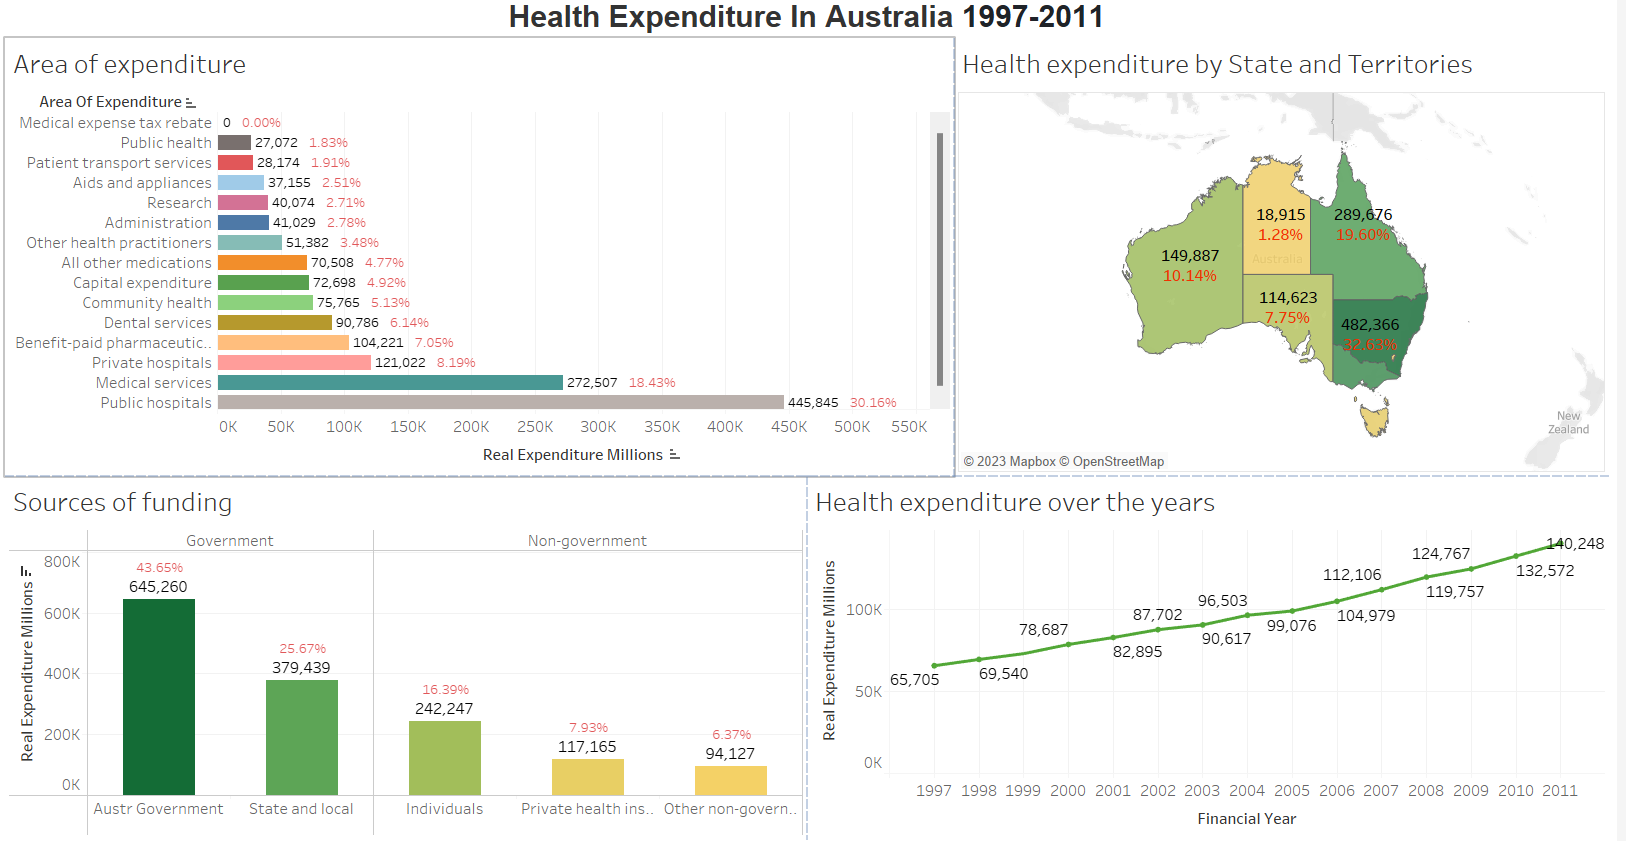 Health Expenditure In Australia 1997-2011
Area of expenditure
Area Of Expenditure
Medical expense tax rebate 0 0.00%
Public health 27,072 1.83%
Patient transport services 28,174 1.91%
Aids and appliances 37,155 2.51%
Research 40,074 2.71%
Administration 41,029 2.78%
Other health practitioners 51,382 3.48%
All other medications 70,508 4.77%
Capital expenditure 72,698 4.92%
Community health 75,765 5.13%
Dental services 90,786 6.14%
Benefit-paid pharmaceutic.. 104,221 7.05%
Private hospitals 121,022 8.19%
Medical services 272,507 18.43%
Public hospitals 445,845 30.16%
0K 50K 100K 150K 200K 250K 300K 350K 400K 450K 500K 550K
Real Expenditure Millions
Health expenditure by State and Territories
18,915
1.28%
289,676
19.60%
Australia
149,887
10.14%
114,623
7.75%
482,366
32.63%
New
Zealand
© 2023 Mapbox © OpenStreetMap
Sources of funding
Government Non-government
Real Expenditure Millions
800K
600K
400K
200K
0K
43.65%
645,260
25.67%
379,439
16.39%
242,247
7.93%
117,165
6.37%
94,127
Austr Government State and local Individuals Private health ins.. Other non-govern..
Health expenditure over the years
Real Expenditure Millions
100K
50K
0K
65,705
69,540
78,687
82,895
87,702
90,617
96,503
99,076
104,979
112,106
119,757
124,767
132,572
140,248
1997 1998 1999 2000 2001 2002 2003 2004 2005 2006 2007 2008 2009 2010 2011
Financial Year